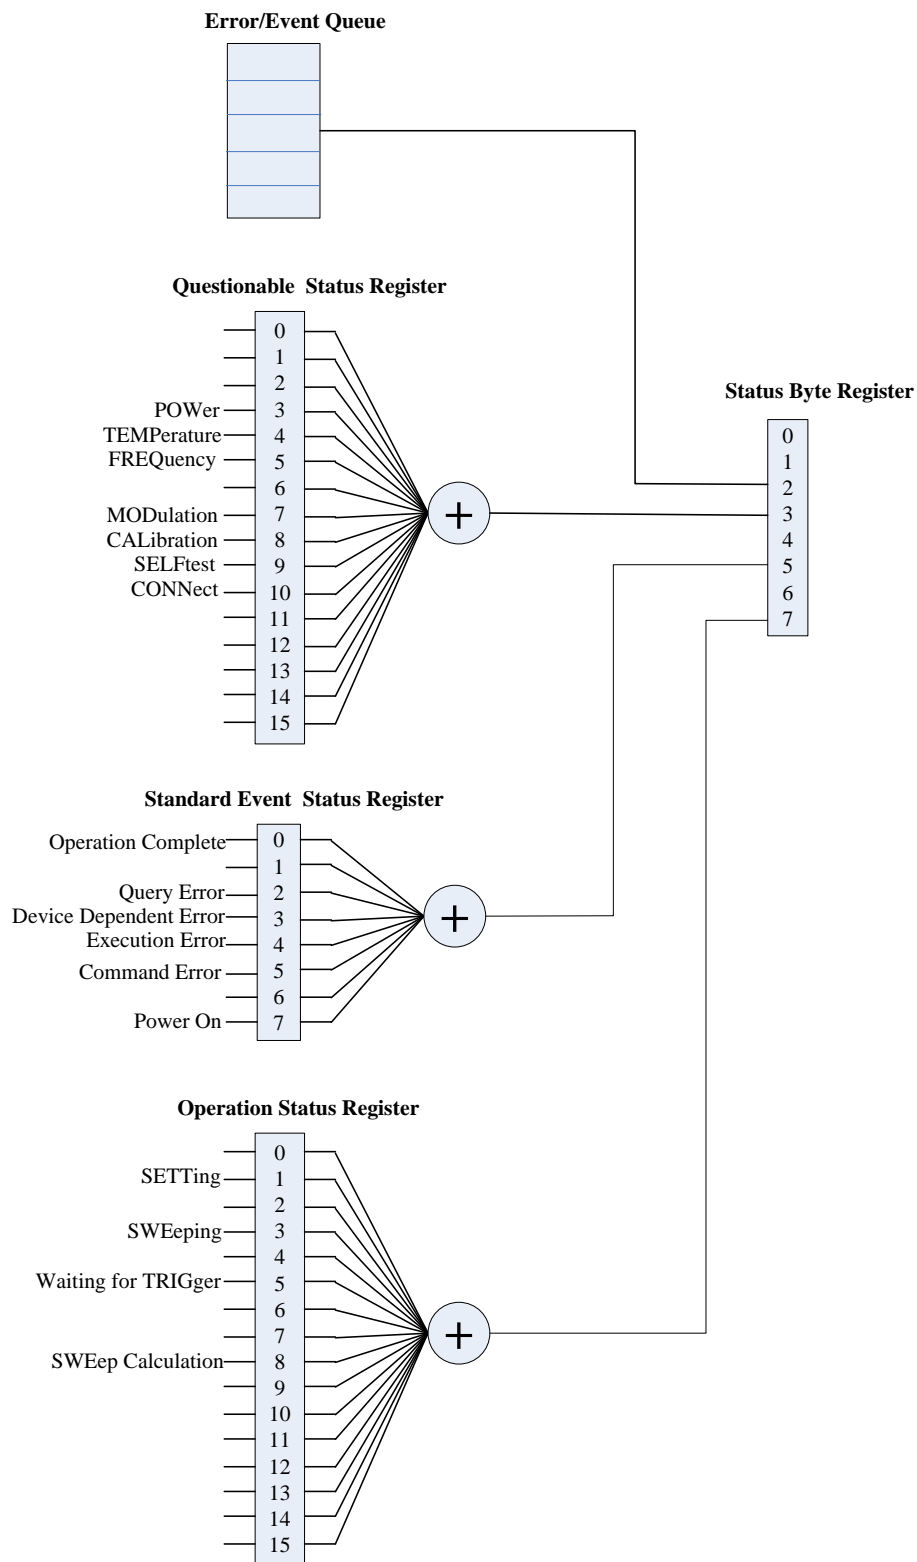 Error/Event Queue
Questionable Status Register
0
1
2
POWer 3
TEMPerature 4
FREQuency 5
6
MODulation 7
CALibration 8
SELFtest 9
CONNect 10
11
12
13
14
15
+
Status Byte Register
0
1
2
3
4
5
6
7
Standard Event Status Register
Operation Complete 0
1
Query Error 2
Device Dependent Error 3
Execution Error 4
Command Error 5
6
Power On 7
+
Operation Status Register
0
SETTing 1
2
SWEeping 3
4
Waiting for TRIGger 5
6
7
SWEep Calculation 8
9
10
11
12
13
14
15
+